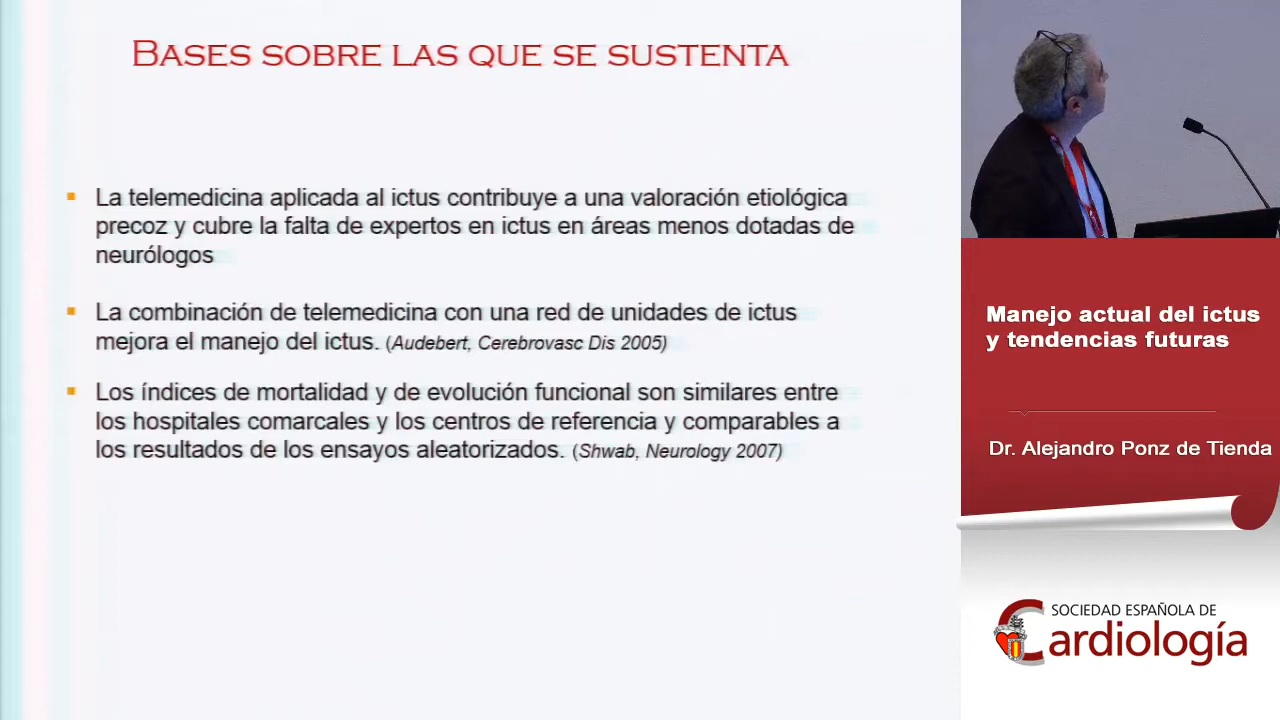 BASES SOBRE LAS QUE SE SUSTENTA
La telemedicina aplicada al ictus contribuye a una valoración etiológica
precoz y cubre la falta de expertos en ictus en áreas menos dotadas de
neurólogos
La combinación de telemedicina con una red de unidades de ictus
mejora el manejo del ictus. (Audebert, Cerebrovasc Dis 2005)
Los índices de mortalidad y de evolución funcional son similares entre
los hospitales comarcales y los centros de referencia y comparables a
los resultados de los ensayos aleatorizados. (Shwab, Neurology 2007)
Manejo actual del ictus
y tendencias futuras
Dr. Alejandro Ponz de Tienda
SOCIEDAD ESPAÑOLA DE
Cardiología